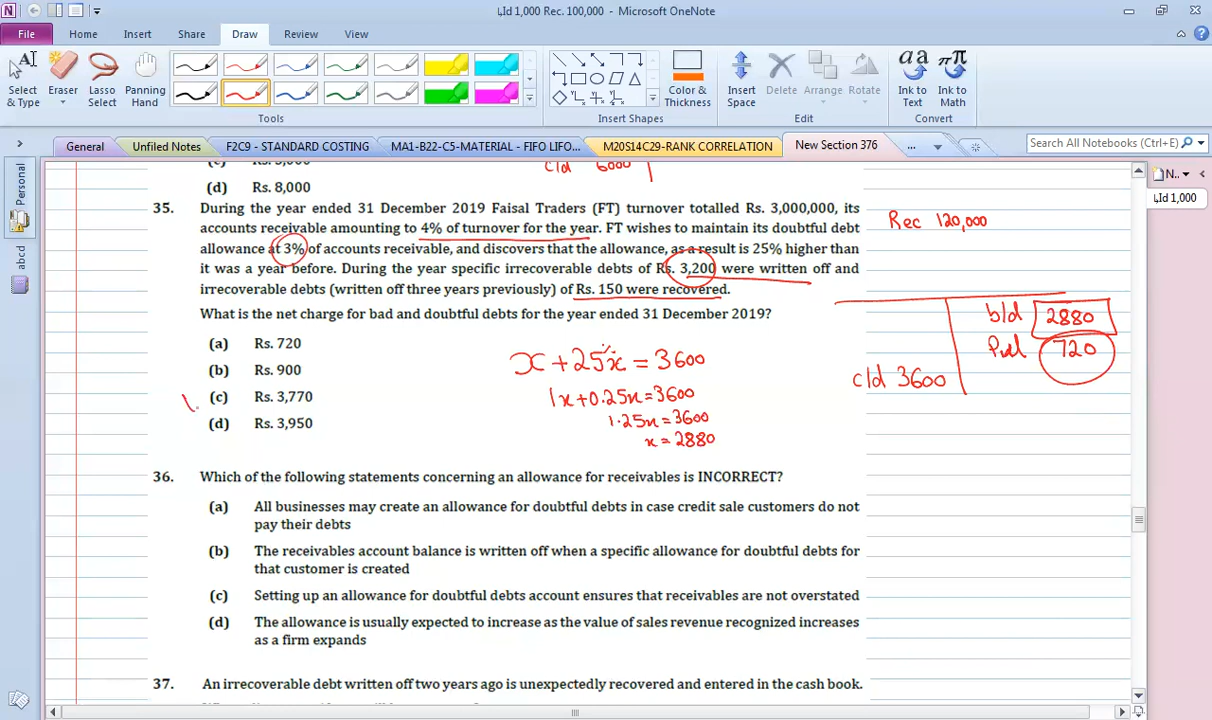 Id 1,000 Rec. 100,000 - Microsoft OneNote
File Home Insert Share Draw Review View
Select & Type
Eraser
Lasso Select
Panning Hand
Color & Thickness
Insert Space
Delete
Arrange
Rotate
Ink to Text
Ink to Math
Tools
Insert Shapes
Edit
Convert
General Unfiled Notes F2C9 - STANDARD COSTING MA1-B22-C5-MATERIAL - FIFO LIFO... M20S14C29-RANK CORRELATION New Section 376 ... Search All Notebooks (Ctrl+E)
Personal
abcd
N..
Id 1,000
c/d 6000
(d) Rs. 8,000
35. During the year ended 31 December 2019 Faisal Traders (FT) turnover totalled Rs. 3,000,000, its
accounts receivable amounting to 4% of turnover for the year. FT wishes to maintain its doubtful debt
allowance at 3% of accounts receivable, and discovers that the allowance, as a result is 25% higher than
it was a year before. During the year specific irrecoverable debts of Rs. 3,200 were written off and
irrecoverable debts (written off three years previously) of Rs. 150 were recovered.
What is the net charge for bad and doubtful debts for the year ended 31 December 2019?
(a) Rs. 720
(b) Rs. 900
(c) Rs. 3,770
(d) Rs. 3,950
Rec 120,000
b/d 2880
720
c/d 3600
x + 25%x = 3600
1x + 0.25x = 3600
1.25x = 3600
x = 2880
36. Which of the following statements concerning an allowance for receivables is INCORRECT?
(a) All businesses may create an allowance for doubtful debts in case credit sale customers do not
pay their debts
(b) The receivables account balance is written off when a specific allowance for doubtful debts for
that customer is created
(c) Setting up an allowance for doubtful debts account ensures that receivables are not overstated
(d) The allowance is usually expected to increase as the value of sales revenue recognized increases
as a firm expands
37. An irrecoverable debt written off two years ago is unexpectedly recovered and entered in the cash book.